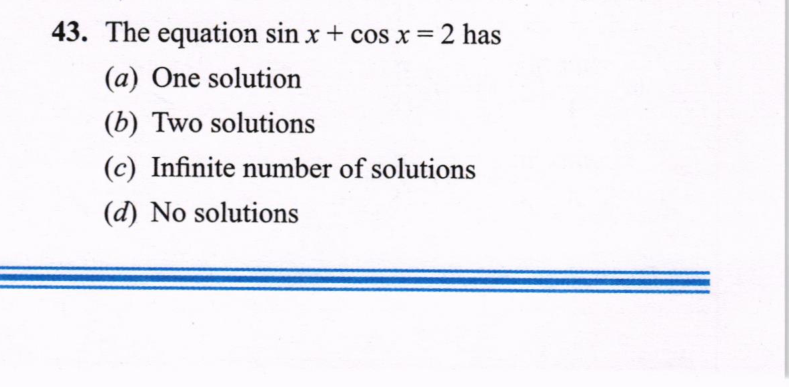 43. The equation sin x + cos x = 2 has
(a) One solution
(b) Two solutions
(c) Infinite number of solutions
(d) No solutions